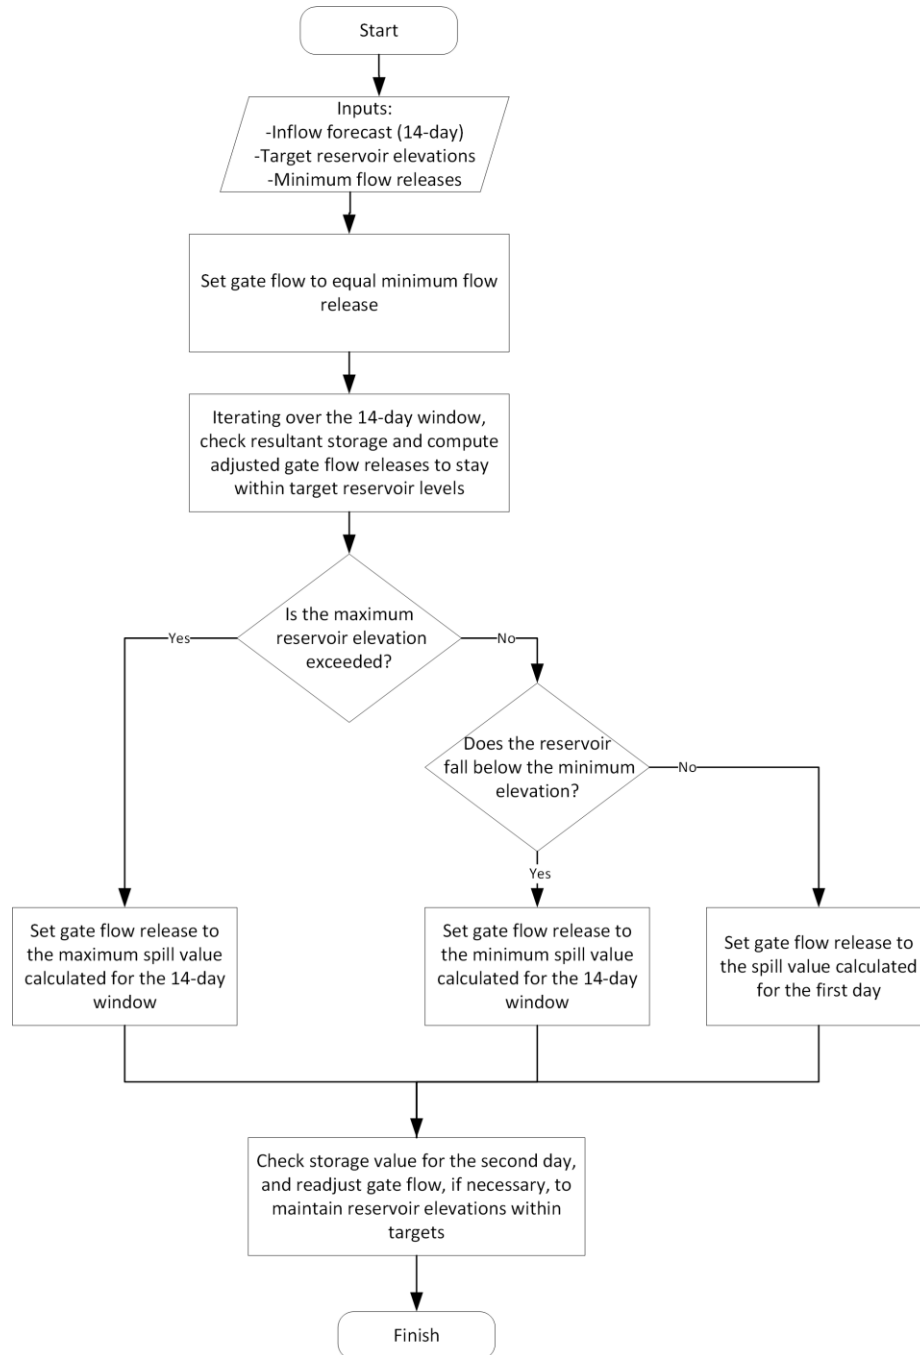 Start
Inputs:
-Inflow forecast (14-day)
-Target reservoir elevations
-Minimum flow releases
Set gate flow to equal minimum flow
release
Iterating over the 14-day window,
check resultant storage and compute
adjusted gate flow releases to stay
within target reservoir levels
Is the maximum
reservoir elevation
exceeded?
Yes
No
Does the reservoir
fall below the minimum
elevation?
No
Yes
Set gate flow release to
the maximum spill value
calculated for the 14-day
window
Set gate flow release to
the minimum spill value
calculated for the 14-day
window
Set gate flow release to
the spill value calculated
for the first day
Check storage value for the second day,
and readjust gate flow, if necessary, to
maintain reservoir elevations within
targets
Finish